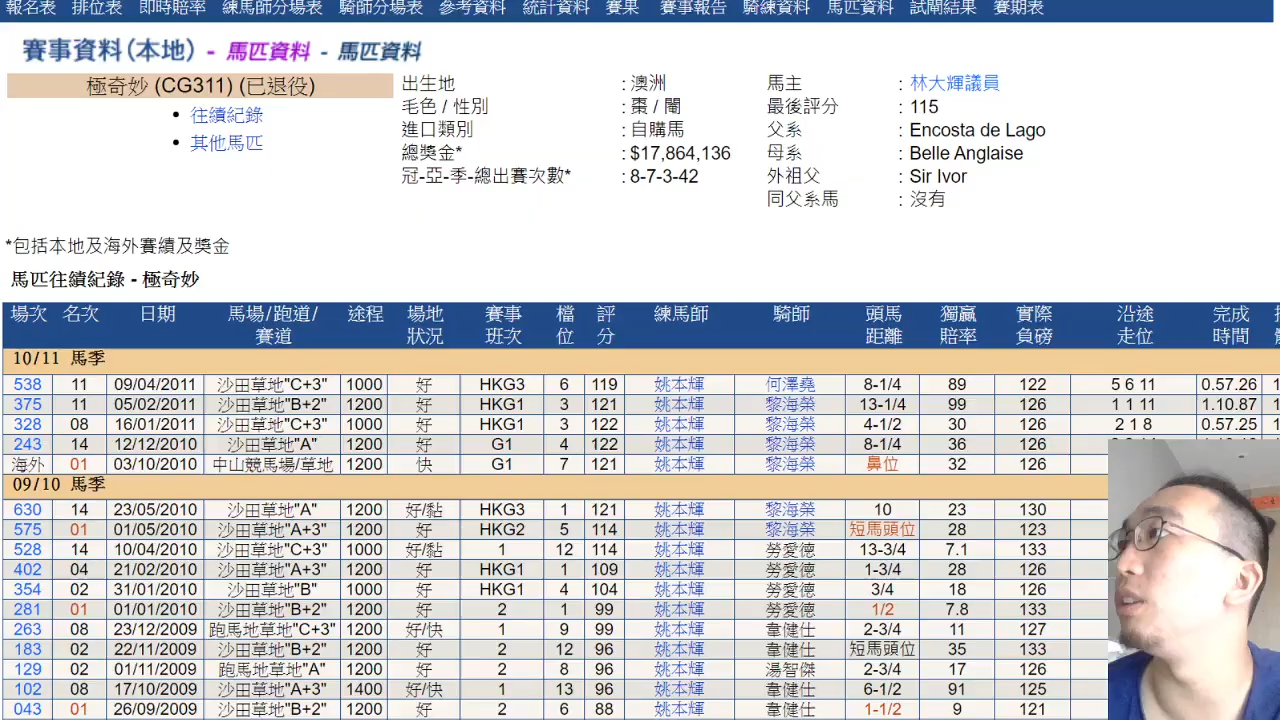 報名表 排位表 即時賠率 練馬師分場表 騎師分場表 參考資料 統計資料 賽果 賽事報告 騎練資料 馬匹資料 試閘結果 賽期表
賽事資料(本地) - 馬匹資料 - 馬匹資料
極奇妙 (CG311) (已退役)
• 往績紀錄
• 其他馬匹
出生地 : 澳洲
毛色 / 性別 : 棗 / 閹
進口類別 : 自購馬
總獎金* : $17,864,136
冠-亞-季-總出賽次數* : 8-7-3-42
馬主 : 林大輝議員
最後評分 : 115
父系 : Encosta de Lago
母系 : Belle Anglaise
外祖父 : Sir Ivor
同父系馬 : 沒有
*包括本地及海外賽績及獎金
馬匹往績紀錄 - 極奇妙
場次 名次 日期 馬場/跑道/賽道 途程 場地狀況 賽事班次 檔位 評分 練馬師 騎師 頭馬距離 獨贏賠率 實際負磅 沿途走位 完成時間
10/11 馬季
538 11 09/04/2011 沙田草地"C+3" 1000 好 HKG3 6 119 姚本輝 何澤堯 8-1/4 89 122 5 6 11 0.57.26
375 11 05/02/2011 沙田草地"B+2" 1200 好 HKG1 3 121 姚本輝 黎海榮 13-1/4 99 126 1 1 11 1.10.87
328 08 16/01/2011 沙田草地"C+3" 1000 好 HKG1 3 122 姚本輝 黎海榮 4-1/2 30 126 2 1 8 0.57.25
243 14 12/12/2010 沙田草地"A" 1200 好 G1 4 122 姚本輝 黎海榮 8-1/4 36 126
海外 01 03/10/2010 中山競馬場/草地 1200 快 G1 7 121 姚本輝 黎海榮 鼻位 32 126
09/10 馬季
630 14 23/05/2010 沙田草地"A" 1200 好/黏 HKG3 1 121 姚本輝 黎海榮 10 23 130
575 01 01/05/2010 沙田草地"A+3" 1200 好 HKG2 5 114 姚本輝 黎海榮 短馬頭位 28 123
528 14 10/04/2010 沙田草地"C+3" 1000 好/黏 1 12 114 姚本輝 勞愛德 13-3/4 7.1 133
402 04 21/02/2010 沙田草地"A+3" 1200 好 HKG1 1 109 姚本輝 勞愛德 1-3/4 28 126
354 02 31/01/2010 沙田草地"B" 1200 好 HKG1 4 104 姚本輝 勞愛德 3/4 18 126
281 01 01/01/2010 沙田草地"B+2" 1200 好 2 1 99 姚本輝 勞愛德 1/2 7.8 133
263 08 23/12/2009 跑馬地草地"C+3" 1200 好/快 1 9 99 姚本輝 韋健仕 2-3/4 11 127
183 02 22/11/2009 沙田草地"B+2" 1200 好 2 12 96 姚本輝 韋健仕 短馬頭位 35 133
129 02 01/11/2009 跑馬地草地"A" 1200 好 2 8 96 姚本輝 湯智傑 2-3/4 17 126
102 08 17/10/2009 沙田草地"A+3" 1400 好/快 1 13 96 姚本輝 韋健仕 6-1/2 91 125
043 01 26/09/2009 沙田草地"B+2" 1200 好 2 6 88 姚本輝 韋健仕 1-1/2 9 121